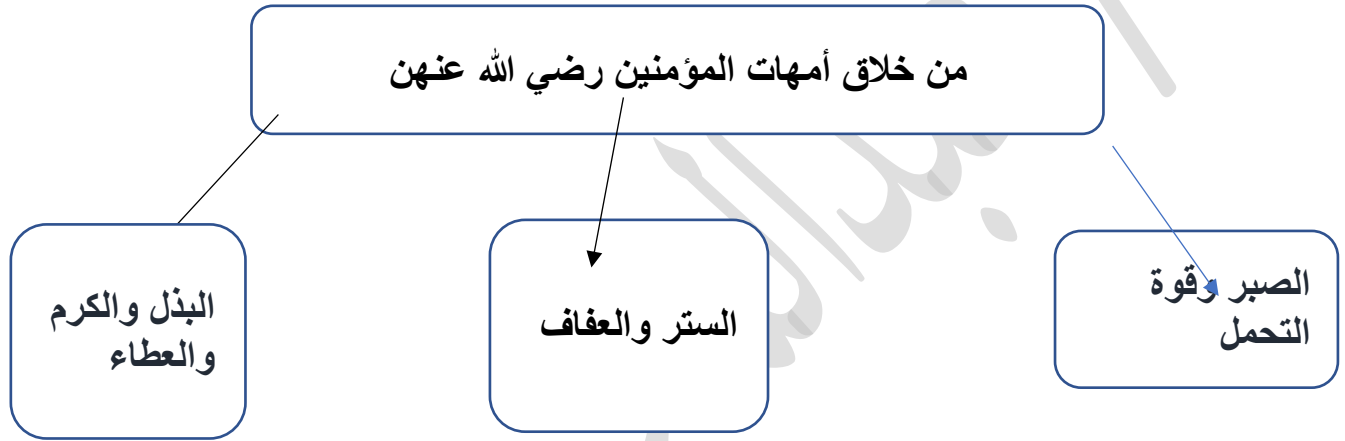 من خلاق أمهات المؤمنين رضي الله عنهن
الصبر وقوة
التحمل
الستر والعفاف
البذل والكرم
والعطاء